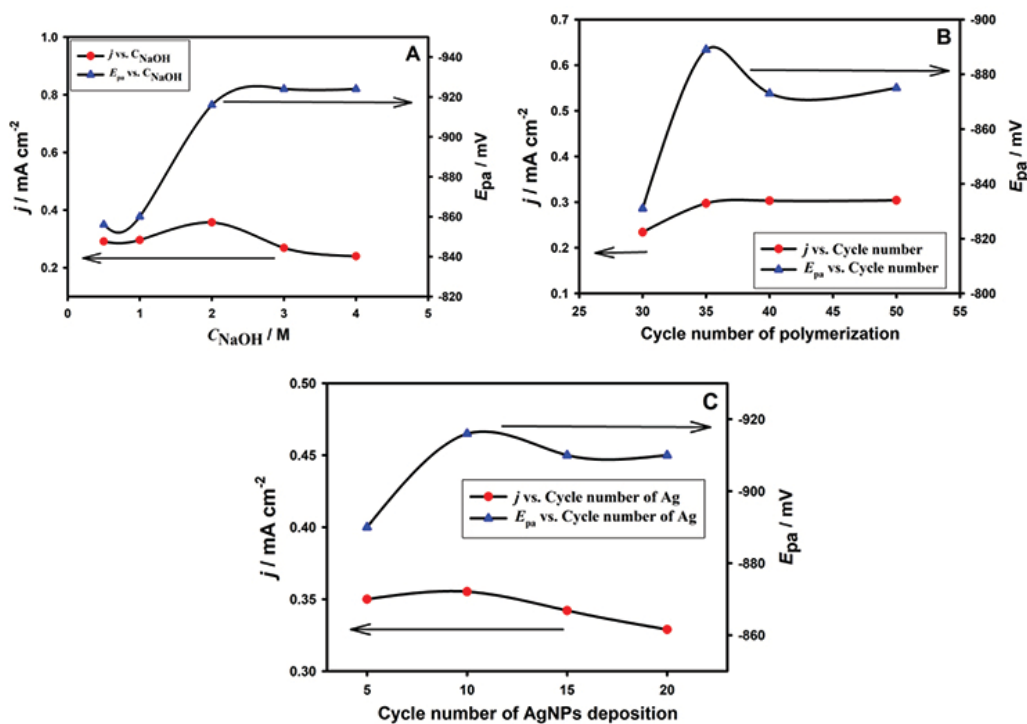 A
j vs. CNaOH
Epa vs. CNaOH
1.0
0.8
0.6
0.4
0.2
j / mA cm-2
-940
-920
-900
-880
-860
-840
-820
Epa / mV
0 1 2 3 4 5
CNaOH / M
B
0.7
0.6
0.5
0.4
0.3
0.2
0.1
j / mA cm-2
-900
-880
-860
-840
-820
-800
Epa / mV
j vs. Cycle number
Epa vs. Cycle number
25 30 35 40 45 50 55
Cycle number of polymerization
C
0.50
0.45
0.40
0.35
0.30
j / mA cm-2
-920
-900
-880
-860
Epa / mV
j vs. Cycle number of Ag
Epa vs. Cycle number of Ag
5 10 15 20
Cycle number of AgNPs deposition